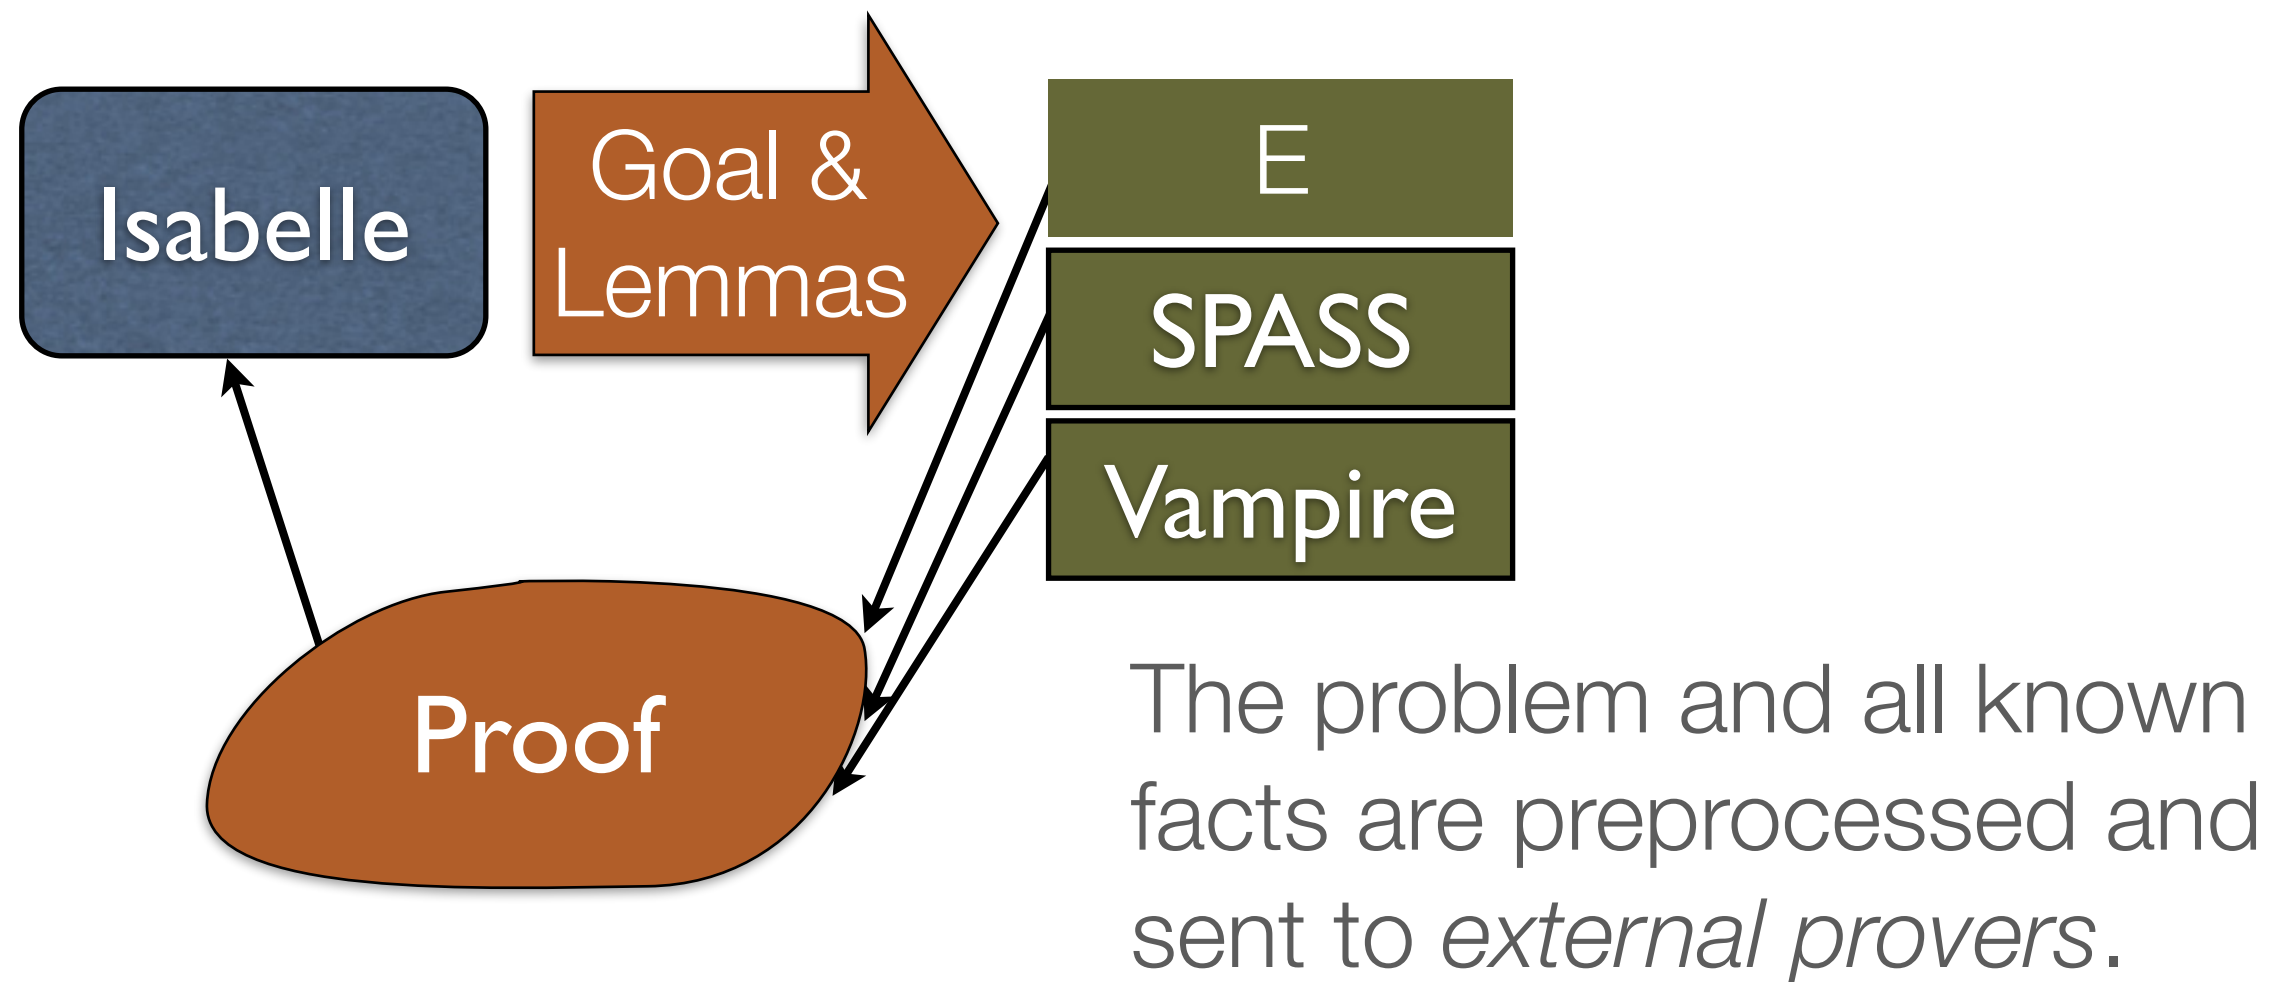 Isabelle
Goal &
Lemmas
E
SPASS
Vampire
Proof
The problem and all known
facts are preprocessed and
sent to external provers.